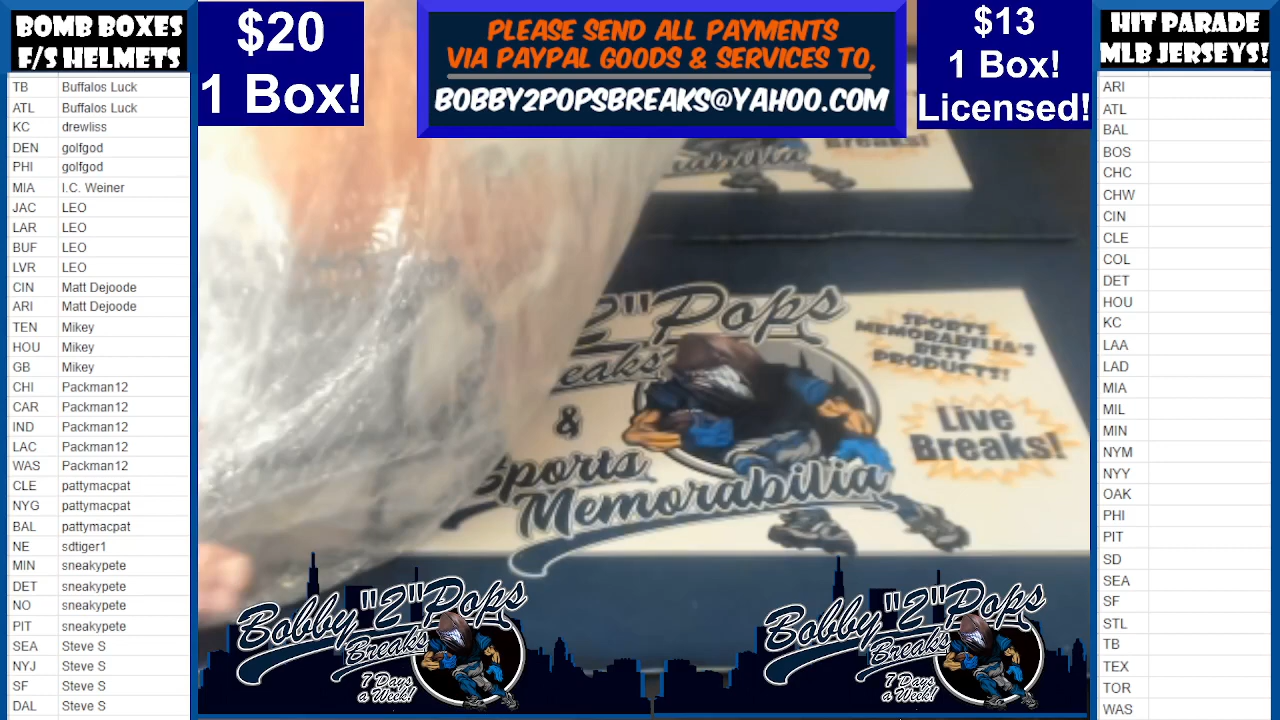 BOMB BOXES
F/S HELMETS
TB Buffalos Luck
ATL Buffalos Luck
KC drewliss
DEN golfgod
PHI golfgod
MIA I.C. Weiner
JAC LEO
LAR LEO
BUF LEO
LVR LEO
CIN Matt Dejoode
ARI Matt Dejoode
TEN Mikey
HOU Mikey
GB Mikey
CHI Packman12
CAR Packman12
IND Packman12
LAC Packman12
WAS Packman12
CLE pattymacpat
NYG pattymacpat
BAL pattymacpat
NE sdtiger1
MIN sneakypete
DET sneakypete
NO sneakypete
PIT sneakypete
SEA Steve S
NYJ Steve S
SF Steve S
DAL Steve S
$20
1 Box!
PLEASE SEND ALL PAYMENTS
VIA PAYPAL GOODS & SERVICES TO,
BOBBY2POPSBREAKS@YAHOO.COM
$13
1 Box!
Licensed!
Breaks!
"2" Pops
eaks
&
Sports
Memorabilia
SPORTS
MEMORABILIA'S
BEST
PRODUCTS!
Live
Breaks!
Bobby "2" Pops
Breaks
7 Days
a Week!
Bobby "2" Pops
Breaks
7 Days
a Week!
HIT PARADE
MLB JERSEYS!
ARI
ATL
BAL
BOS
CHC
CHW
CIN
CLE
COL
DET
HOU
KC
LAA
LAD
MIA
MIL
MIN
NYM
NYY
OAK
PHI
PIT
SD
SEA
SF
STL
TB
TEX
TOR
WAS